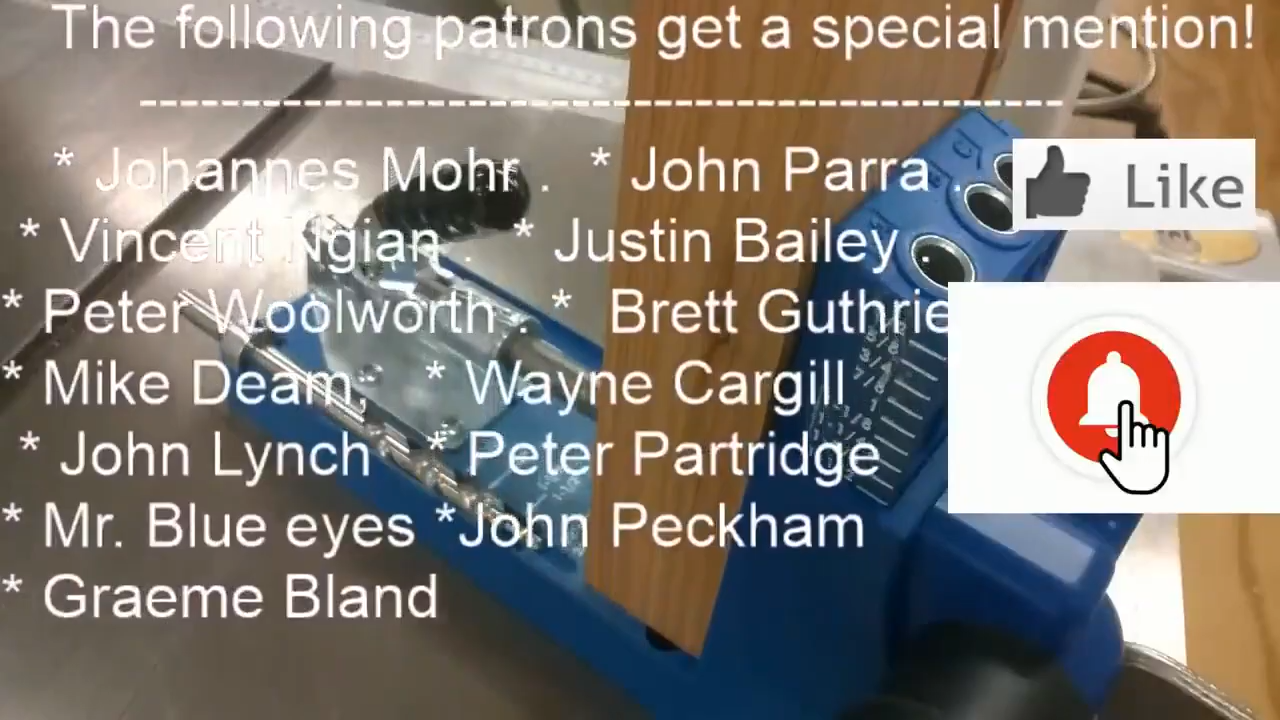 The following patrons get a special mention!
----------------------------------------------
* Johannes Mohr . * John Parra .
* Vincent Ngian . * Justin Bailey .
* Peter Woolworth . * Brett Guthrie
* Mike Deam, * Wayne Cargill
* John Lynch * Peter Partridge
* Mr. Blue eyes * John Peckham
* Graeme Bland
Like